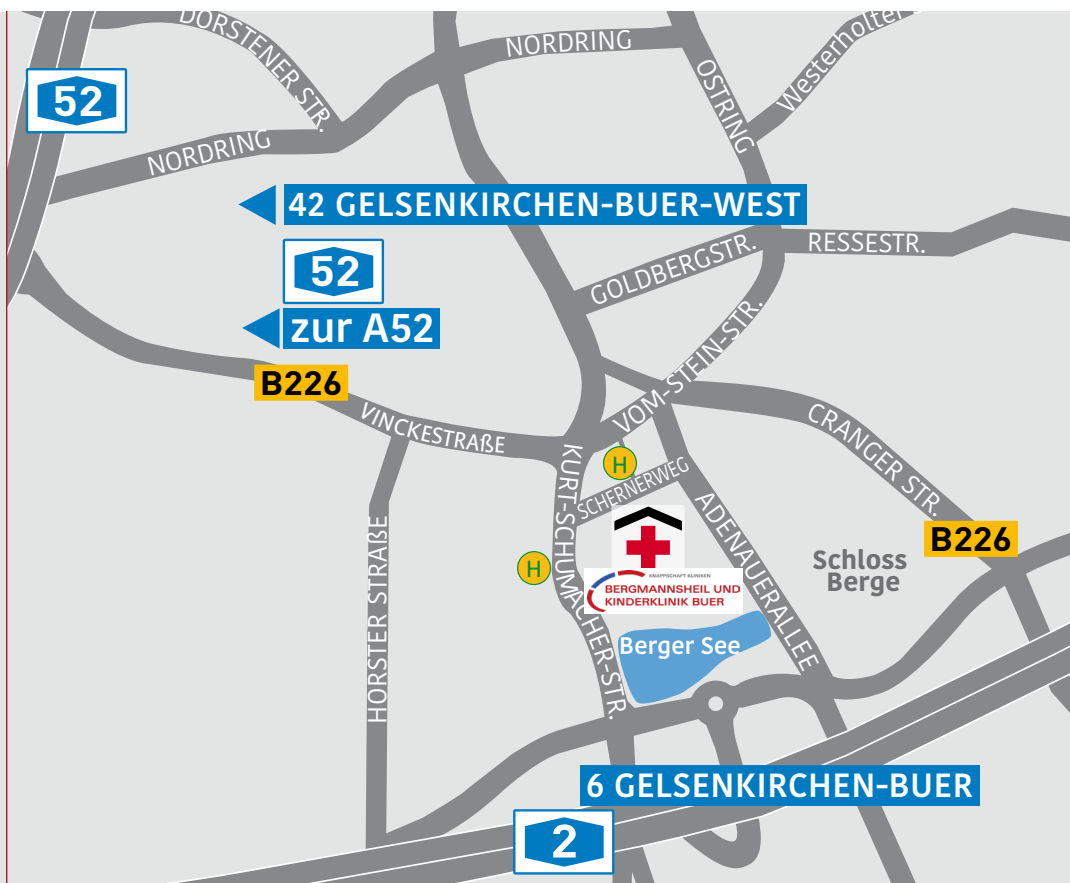 DORSTENER STR.
NORDRING
Westerholter
52
OSTRING
NORDRING
42 GELSENKIRCHEN-BUER-WEST
RESSESTR.
GOLDBERGSTR.
52
zur A52
VOM-STEIN-STR.
B226
VINCKESTRAßE
CRANGER STR.
H
SCHERNERWEG
KURT-SCHUMACHER-STR.
ADENAUERALLEE
HORSTER STRAßE
B226
Schloss
Berge
H
KNAPPSCHAFT KLINIKEN
BERGMANNSHEIL UND
KINDERKLINIK BUER
Berger See
6 GELSENKIRCHEN-BUER
2